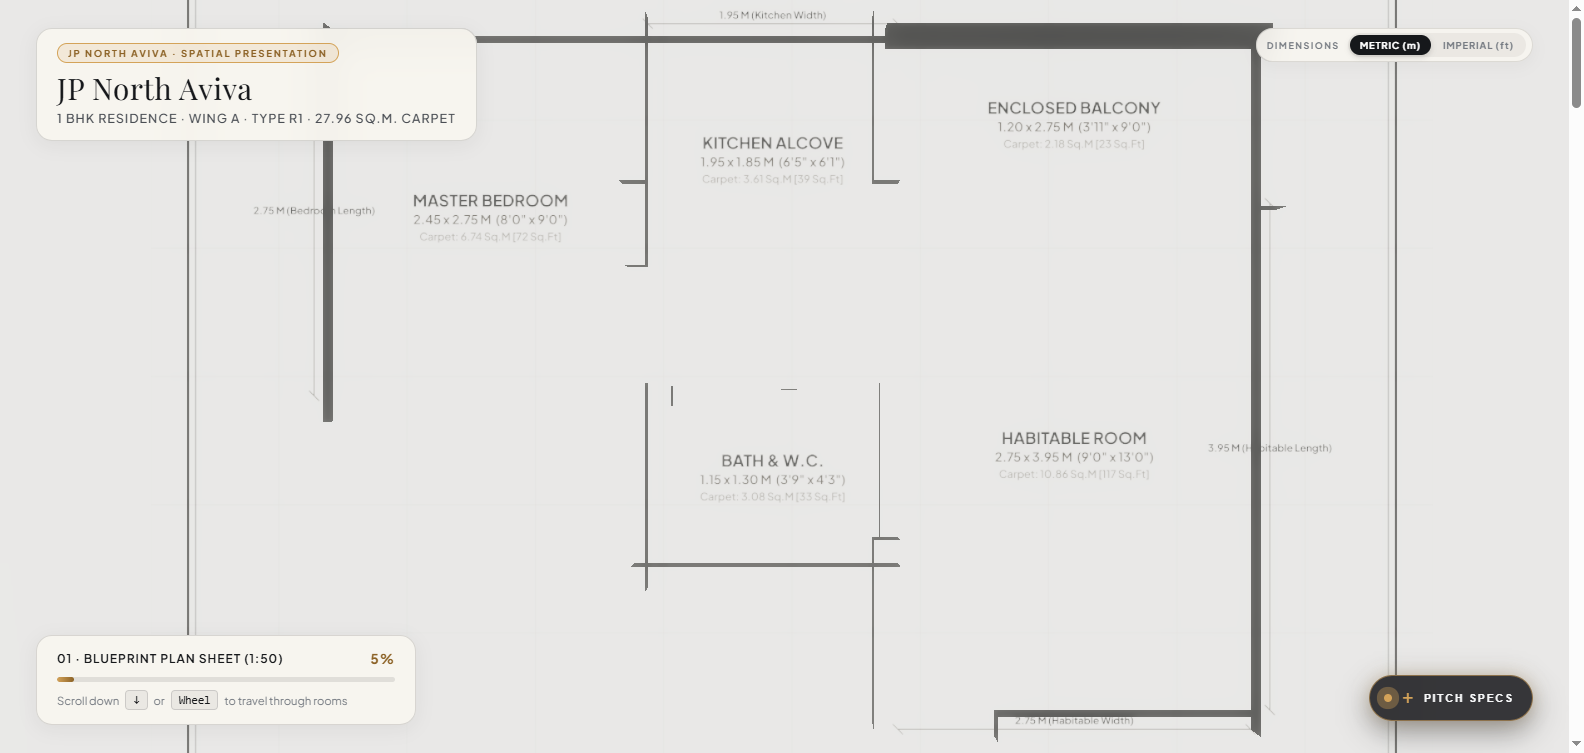 1.95 M (Kitchen Width)
JP NORTH AVIVA · SPATIAL PRESENTATION
JP North Aviva
1 BHK RESIDENCE · WING A · TYPE R1 · 27.96 SQ.M. CARPET
DIMENSIONS METRIC (m) IMPERIAL (ft)
ENCLOSED BALCONY
1.20 x 2.75 M (3'11" x 9'0")
Carpet: 2.18 Sq.M [23 Sq.Ft]
KITCHEN ALCOVE
1.95 x 1.85 M (6'5" x 6'1")
Carpet: 3.61 Sq.M [39 Sq.Ft]
MASTER BEDROOM
2.45 x 2.75 M (8'0" x 9'0")
Carpet: 6.74 Sq.M [72 Sq.Ft]
2.75 M (Bedroom Length)
HABITABLE ROOM
2.75 x 3.95 M (9'0" x 13'0")
Carpet: 10.86 Sq.M [117 Sq.Ft]
3.95 M (Habitable Length)
BATH & W.C.
1.15 x 1.30 M (3'9" x 4'3")
Carpet: 3.08 Sq.M [33 Sq.Ft]
01 · BLUEPRINT PLAN SHEET (1:50) 5%
Scroll down ↓ or Wheel to travel through rooms
2.75 M (Habitable Width)
+ PITCH SPECS